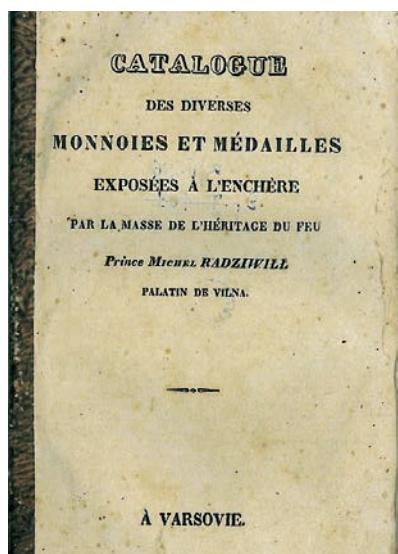 CATALOGUE
DES DIVERSES
MONNOIES ET MÉDAILLES
EXPOSÉES À L'ENCHÈRE
PAR LA MASSE DE L'HÉRITAGE DU FEU
Prince MICHEL RADZIWILL
PALATIN DE VILNA.
À VARSOVIE.